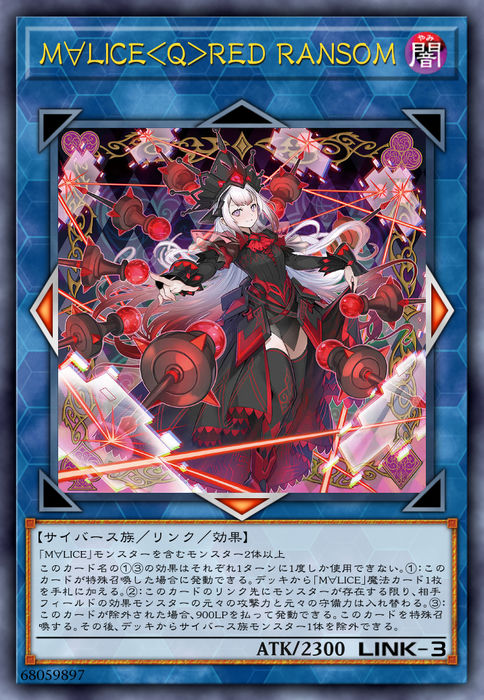 M∀LICE<Q>RED RANSOM
やみ
闇
【サイバース族/リンク/効果】
「M∀LICE」モンスターを含むモンスター2体以上
このカード名の①③の効果はそれぞれ1ターンに1度しか使用できない。①:この
カードが特殊召喚した場合に発動できる。デッキから「M∀LICE」魔法カード1枚
を手札に加える。②:このカードのリンク先にモンスターが存在する限り、相手
フィールドの効果モンスターの元々の攻撃力と元々の守備力は入れ替わる。③:
このカードが除外された場合、900LPを払って発動できる。このカードを特殊召
喚する。その後、デッキからサイバース族モンスター1体を除外できる。
ATK/2300 LINK-3
68059897